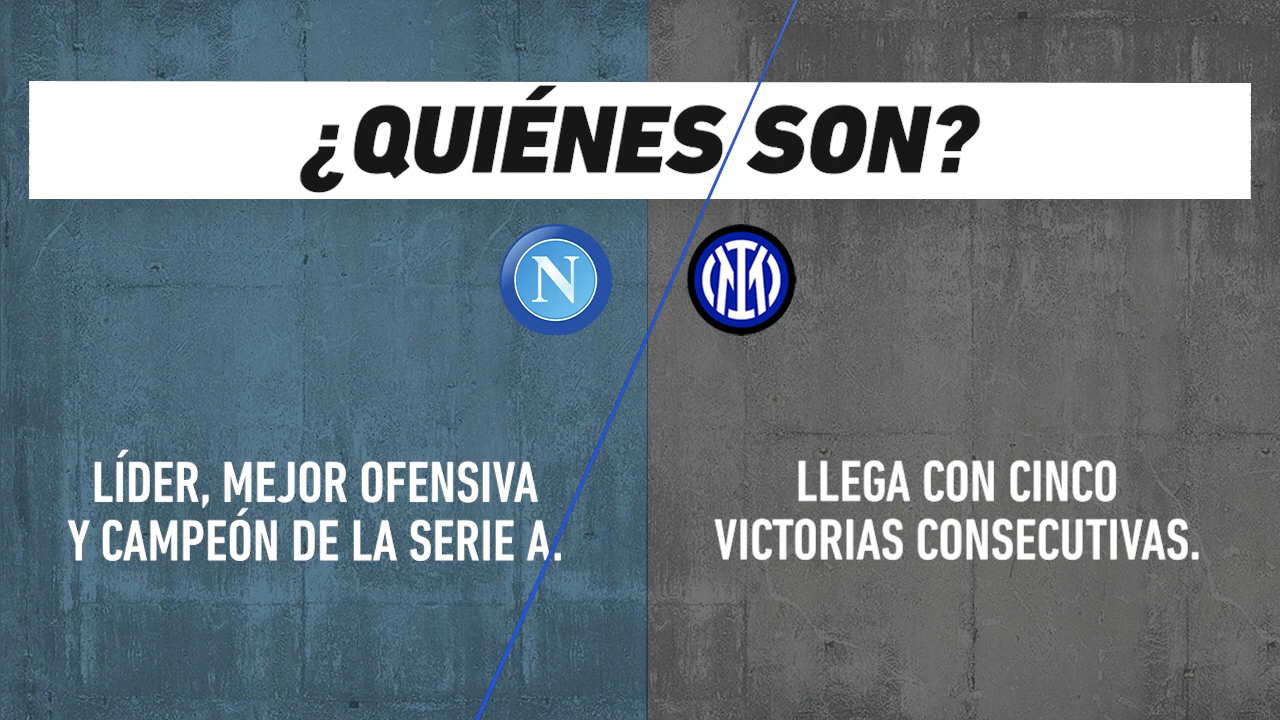 ¿QUIÉNES SON?
N
LÍDER, MEJOR OFENSIVA
Y CAMPEÓN DE LA SERIE A.
LLEGA CON CINCO
VICTORIAS CONSECUTIVAS.